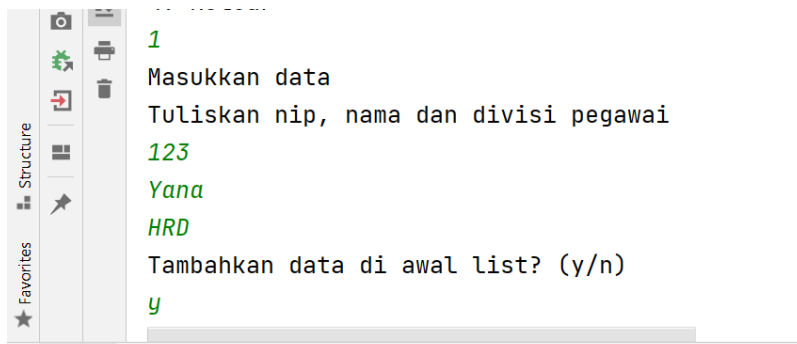 1
Masukkan data
Tuliskan nip, nama dan divisi pegawai
123
Yana
HRD
Tambahkan data di awal list? (y/n)
y
Structure
Favorites